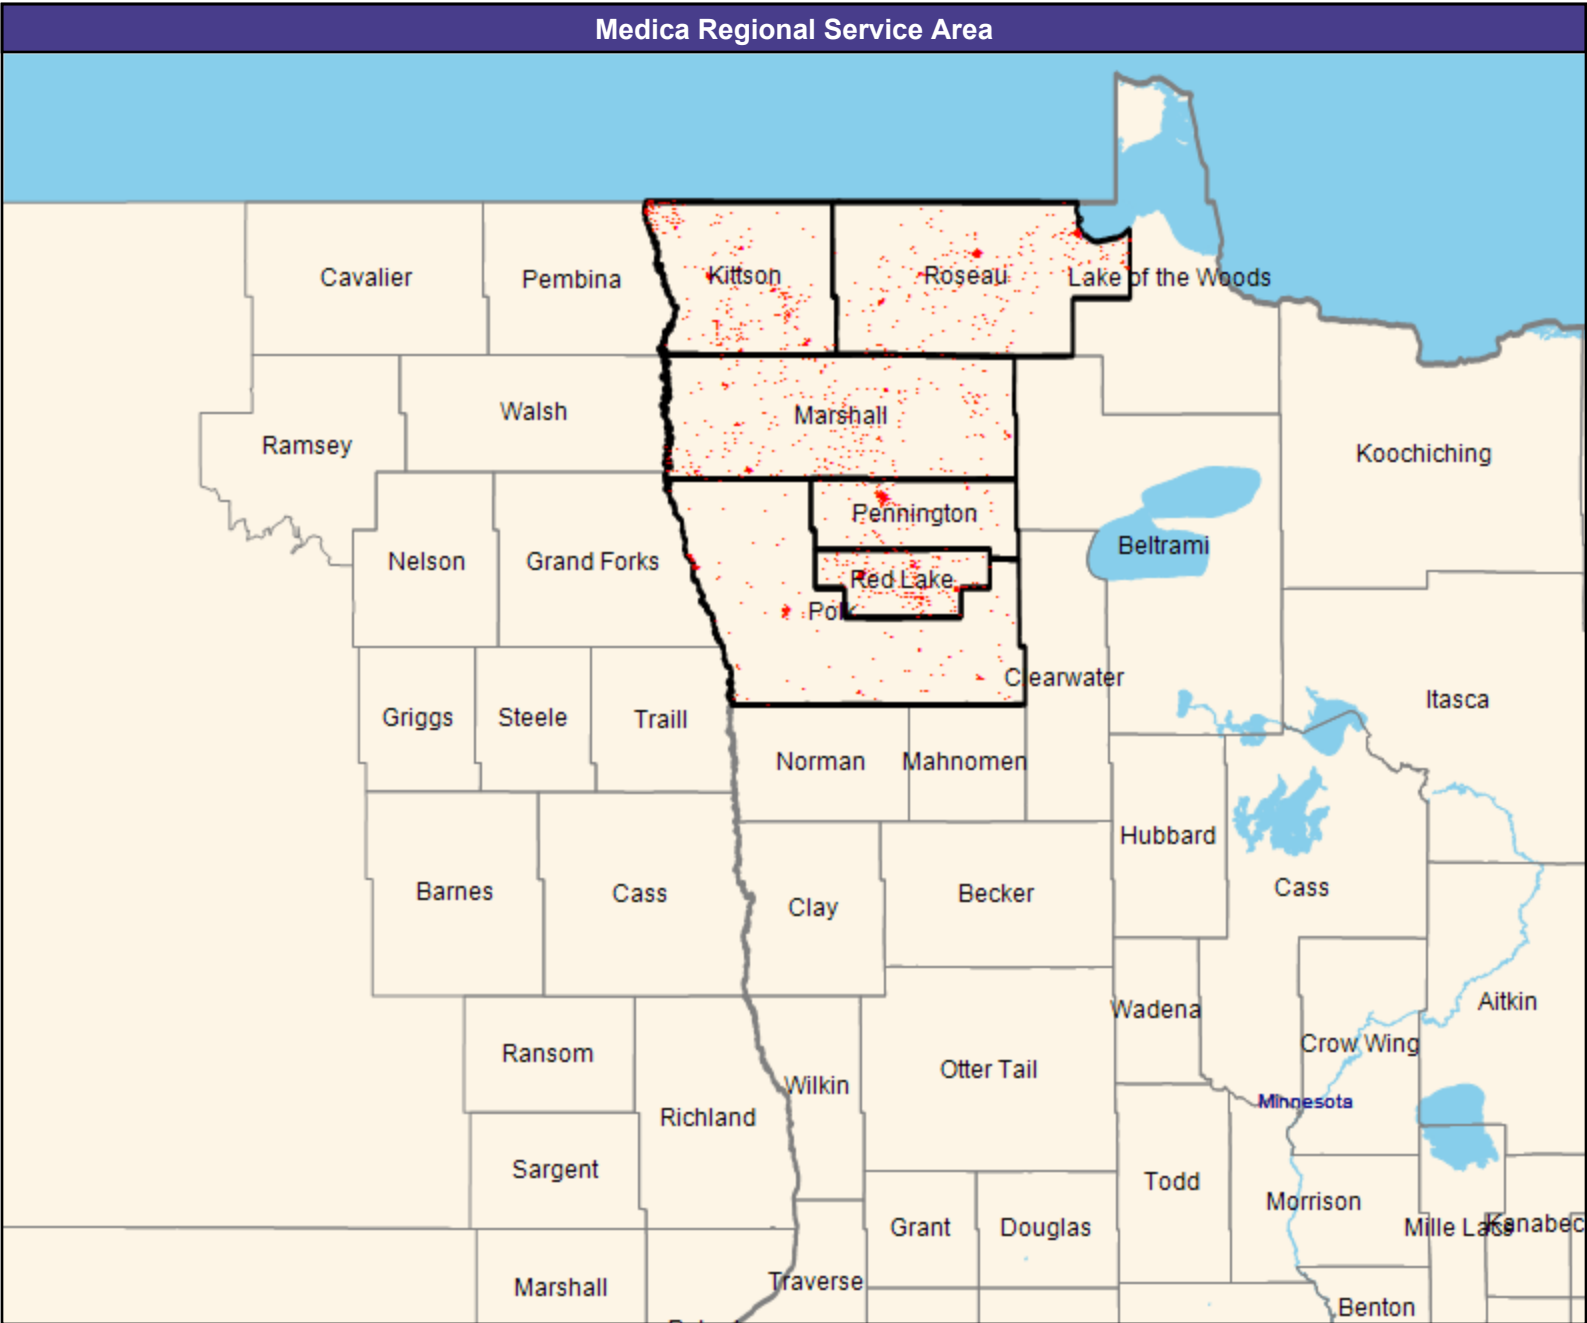 Medica Regional Service Area
Cavalier
Pembina
Kittson
Roseau
Lake of the Woods
Walsh
Marshall
Ramsey
Koochiching
Pennington
Nelson
Grand Forks
Beltrami
Red Lake
Polk
Clearwater
Griggs
Steele
Traill
Itasca
Norman
Mahnomen
Hubbard
Barnes
Cass
Clay
Becker
Cass
Wadena
Aitkin
Ransom
Crow Wing
Otter Tail
Wilkin
Minnesota
Richland
Sargent
Todd
Morrison
Grant
Douglas
Mille Lacs
Kanabec
Marshall
Traverse
Benton